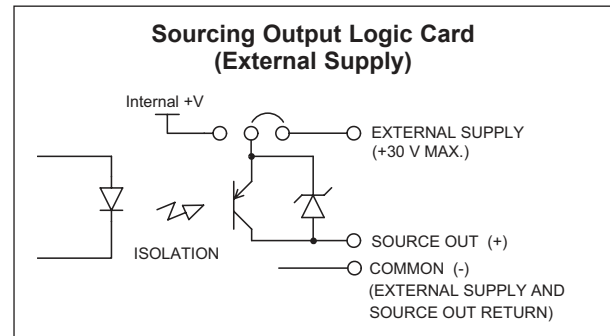 Sourcing Output Logic Card
(External Supply)
Internal +V
EXTERNAL SUPPLY
(+30 V MAX.)
ISOLATION
SOURCE OUT (+)
COMMON (-)
(EXTERNAL SUPPLY AND
SOURCE OUT RETURN)